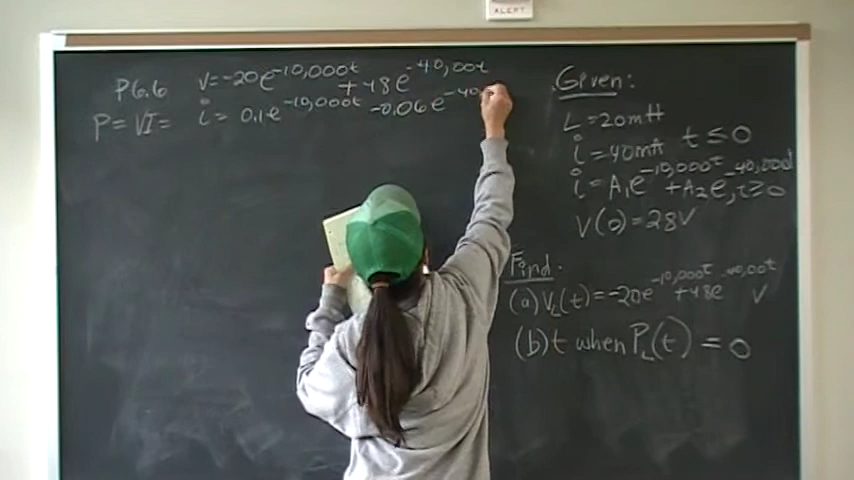 ALERT
P6.6 v=-20e^-10,000t +48e^-40,00t
P= VI= i= 0.1e^-10,000t -0.06e^-40
Given:
L=20mH
i=40mA t≤0
i=A₁e^-10,000t +A₂e^-40,000t, t≥0
V(0)=28V
Find.
(a) V_L(t)=-20e^-10,000t +48e^-40,00t V
(b) t when P_L(t) = 0